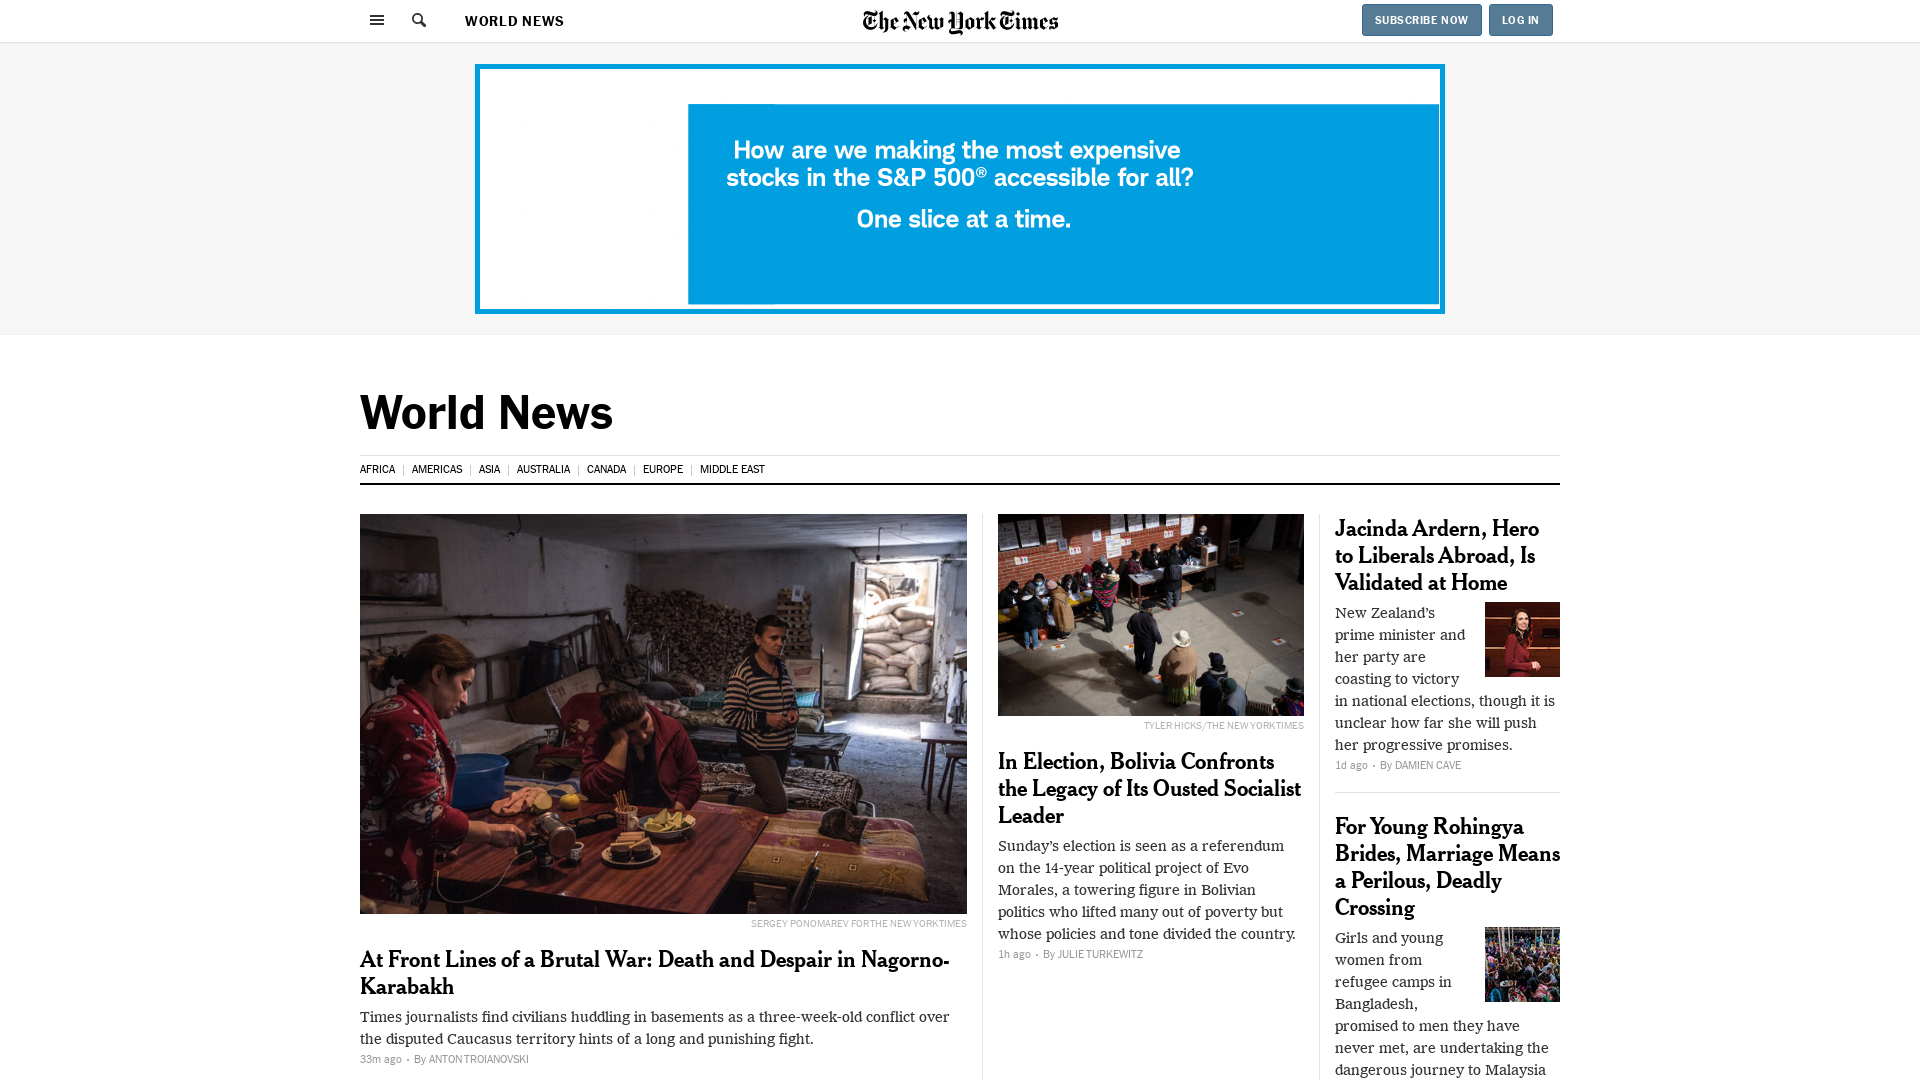 WORLD NEWS
The New York Times
SUBSCRIBE NOW
LOG IN
How are we making the most expensive
stocks in the S&P 500® accessible for all?
One slice at a time.
World News
AFRICA
AMERICAS
ASIA
AUSTRALIA
CANADA
EUROPE
MIDDLE EAST
SERGEY PONOMAREV FOR THE NEW YORK TIMES
At Front Lines of a Brutal War: Death and Despair in Nagorno-
Karabakh
Times journalists find civilians huddling in basements as a three-week-old conflict over
the disputed Caucasus territory hints of a long and punishing fight.
33m ago • By ANTON TROIANOVSKI
TYLER HICKS/THE NEW YORK TIMES
In Election, Bolivia Confronts
the Legacy of Its Ousted Socialist
Leader
Sunday’s election is seen as a referendum
on the 14-year political project of Evo
Morales, a towering figure in Bolivian
politics who lifted many out of poverty but
whose policies and tone divided the country.
1h ago • By JULIE TURKEWITZ
Jacinda Ardern, Hero
to Liberals Abroad, Is
Validated at Home
New Zealand’s
prime minister and
her party are
coasting to victory
in national elections, though it is
unclear how far she will push
her progressive promises.
1d ago • By DAMIEN CAVE
For Young Rohingya
Brides, Marriage Means
a Perilous, Deadly
Crossing
Girls and young
women from
refugee camps in
Bangladesh,
promised to men they have
never met, are undertaking the
dangerous journey to Malaysia